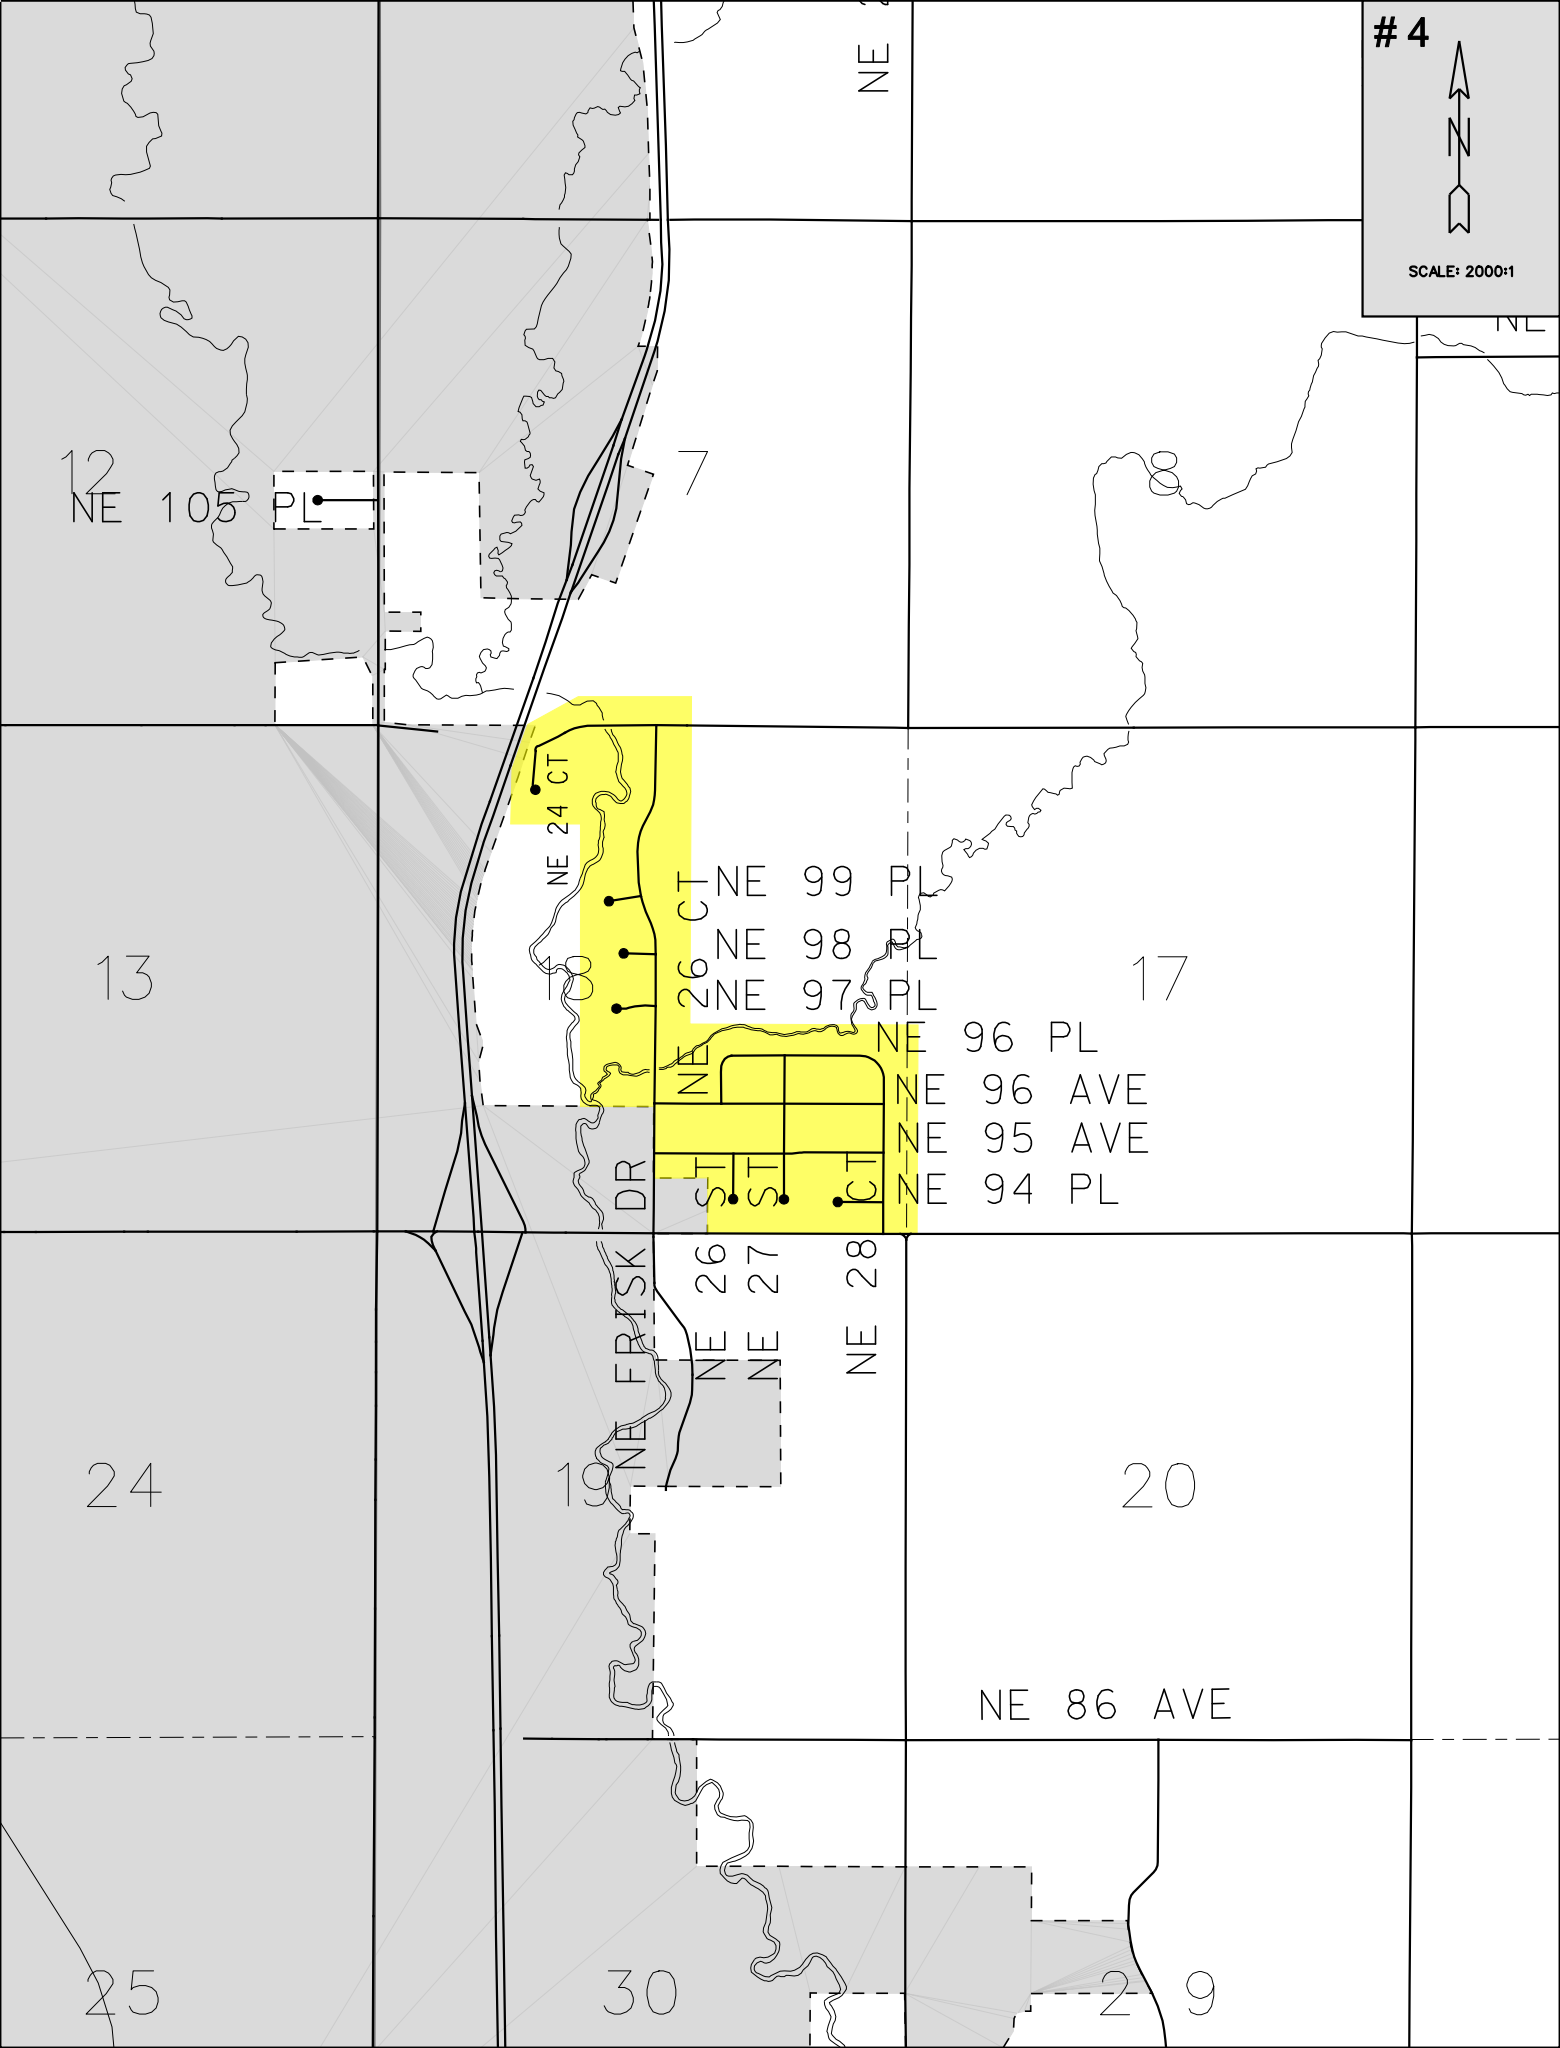 # 4
N
SCALE: 2000:1
NE
NE
12
NE 105 PL
7
8
NE 24 CT
NE 99 PL
NE 98 PL
NE 97 PL
NE 26 CT
13
18
17
NE 96 PL
NE 96 AVE
NE 95 AVE
NE 94 PL
NE FRISK DR
NE 26 ST
NE 27 ST
NE 28 CT
24
19
20
NE 86 AVE
25
30
29